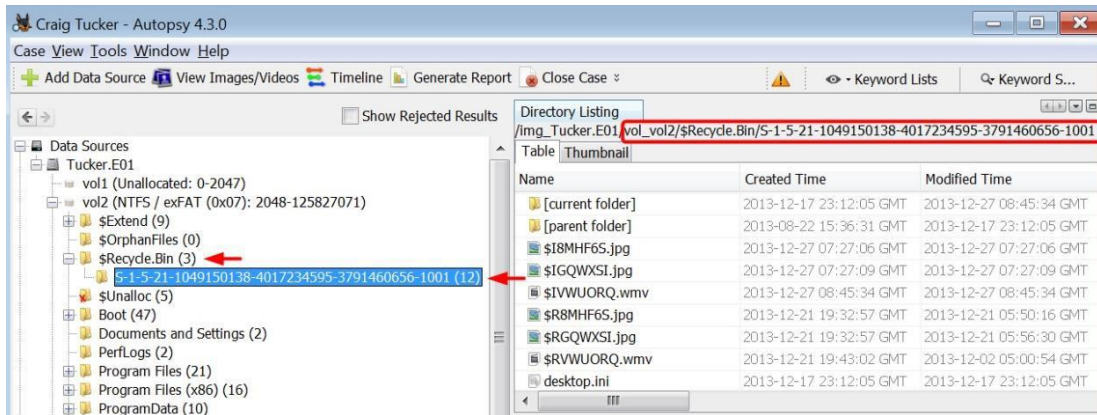 Craig Tucker - Autopsy 4.3.0
Case View Tools Window Help
Add Data Source View Images/Videos Timeline Generate Report Close Case Keyword Lists Keyword S...
Show Rejected Results
Data Sources
Tucker.E01
vol1 (Unallocated: 0-2047)
vol2 (NTFS / exFAT (0x07): 2048-125827071)
$Extend (9)
$OrphanFiles (0)
$Recycle.Bin (3)
S-1-5-21-1049150138-4017234595-3791460656-1001 (12)
$Unalloc (5)
Boot (47)
Documents and Settings (2)
PerfLogs (2)
Program Files (21)
Program Files (x86) (16)
ProgramData (10)
Directory Listing
/img_Tucker.E01/vol_vol2/$Recycle.Bin/S-1-5-21-1049150138-4017234595-3791460656-1001
Table Thumbnail
Name Created Time Modified Time
[current folder] 2013-12-17 23:12:05 GMT 2013-12-27 08:45:34 GMT
[parent folder] 2013-08-22 15:36:31 GMT 2013-12-17 23:12:05 GMT
$I8MHF6S.jpg 2013-12-27 07:27:06 GMT 2013-12-27 07:27:06 GMT
$IGQWXSI.jpg 2013-12-27 07:27:09 GMT 2013-12-27 07:27:09 GMT
$IVWUORQ.wmv 2013-12-27 08:45:34 GMT 2013-12-27 08:45:34 GMT
$R8MHF6S.jpg 2013-12-21 19:32:57 GMT 2013-12-21 05:50:16 GMT
$RGQWXSI.jpg 2013-12-21 19:32:57 GMT 2013-12-21 05:56:30 GMT
$RVWUORQ.wmv 2013-12-21 19:43:02 GMT 2013-12-02 05:00:54 GMT
desktop.ini 2013-12-17 23:12:05 GMT 2013-12-17 23:12:05 GMT